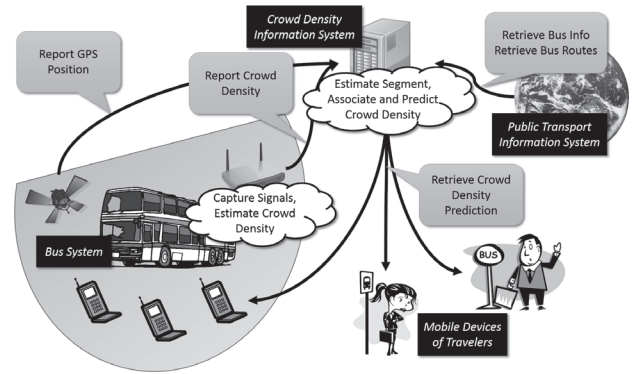 Crowd Density
Information System
Report GPS
Position
Report Crowd
Density
Retrieve Bus Info
Retrieve Bus Routes
Estimate Segment,
Associate and Predict
Crowd Density
Public Transport
Information System
Capture Signals,
Estimate Crowd
Density
Retrieve Crowd
Density
Prediction
Bus System
BUS
Mobile Devices
of Travelers